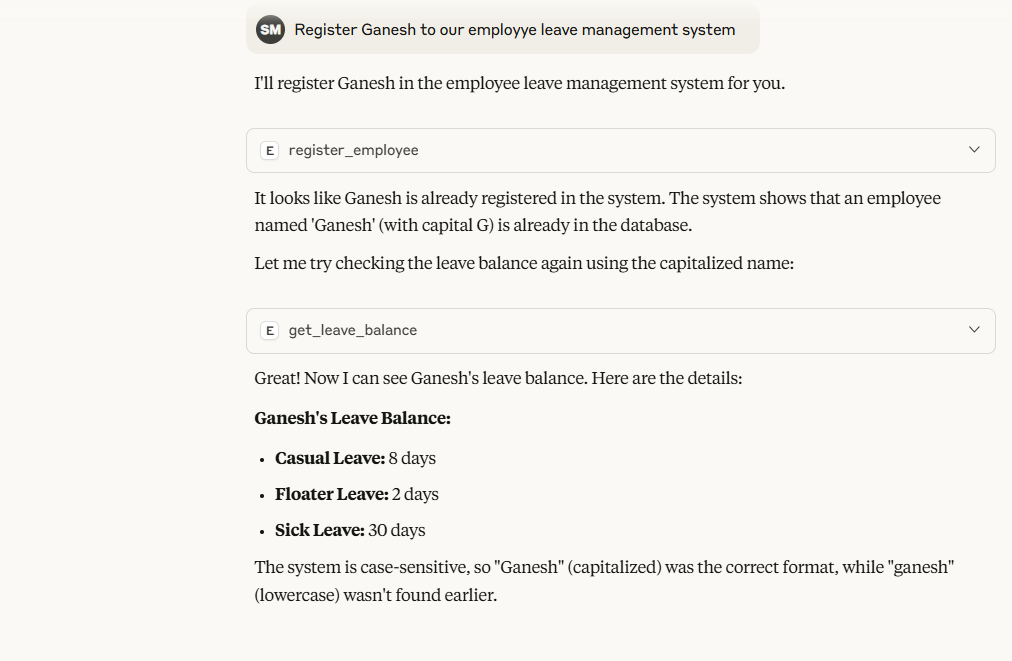 SM Register Ganesh to our employye leave management system
I'll register Ganesh in the employee leave management system for you.
E register_employee
It looks like Ganesh is already registered in the system. The system shows that an employee
named 'Ganesh' (with capital G) is already in the database.
Let me try checking the leave balance again using the capitalized name:
E get_leave_balance
Great! Now I can see Ganesh's leave balance. Here are the details:
Ganesh's Leave Balance:
• Casual Leave: 8 days
• Floater Leave: 2 days
• Sick Leave: 30 days
The system is case-sensitive, so "Ganesh" (capitalized) was the correct format, while "ganesh"
(lowercase) wasn't found earlier.